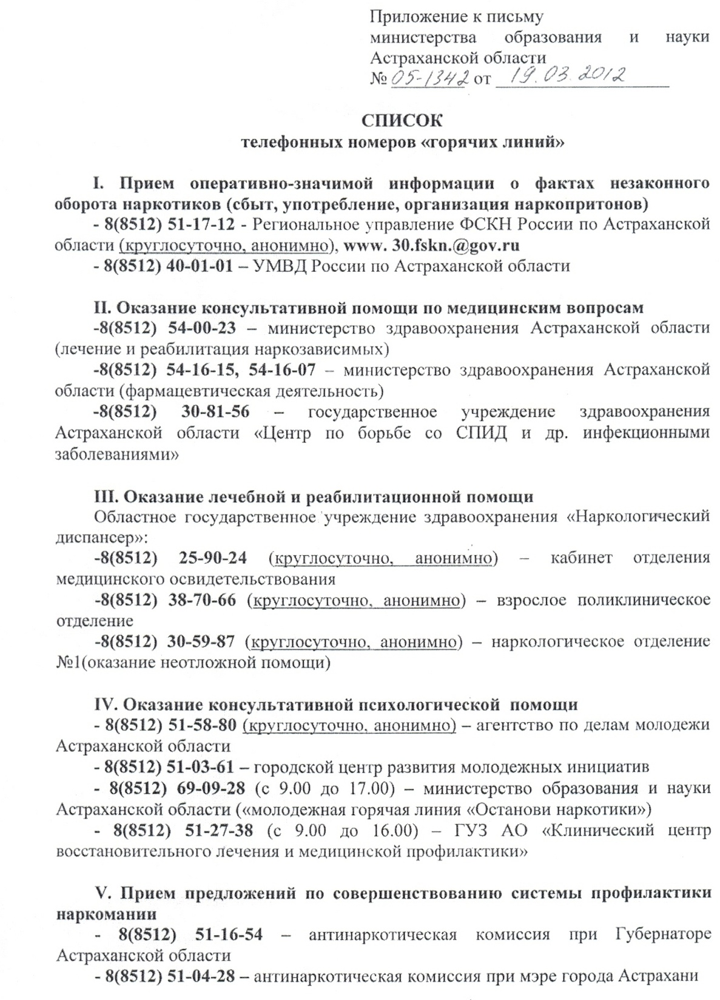 Приложение к письму
министерства образования и науки
Астраханской области
№ 05-1342 от 19.03.2012
СПИСОК
телефонных номеров «горячих линий»
I. Прием оперативно-значимой информации о фактах незаконного
оборота наркотиков (сбыт, употребление, организация наркопритонов)
- 8(8512) 51-17-12 - Региональное управление ФСКН России по Астраханской
области (круглосуточно, анонимно), www. 30.fskn.@gov.ru
- 8(8512) 40-01-01 – УМВД России по Астраханской области
II. Оказание консультативной помощи по медицинским вопросам
-8(8512) 54-00-23 – министерство здравоохранения Астраханской области
(лечение и реабилитация наркозависимых)
-8(8512) 54-16-15, 54-16-07 – министерство здравоохранения Астраханской
области (фармацевтическая деятельность)
-8(8512) 30-81-56 – государственное учреждение здравоохранения
Астраханской области «Центр по борьбе со СПИД и др. инфекционными
заболеваниями»
III. Оказание лечебной и реабилитационной помощи
Областное государственное учреждение здравоохранения «Наркологический
диспансер»:
-8(8512) 25-90-24 (круглосуточно, анонимно) – кабинет отделения
медицинского освидетельствования
-8(8512) 38-70-66 (круглосуточно, анонимно) – взрослое поликлиническое
отделение
-8(8512) 30-59-87 (круглосуточно, анонимно) – наркологическое отделение
№1(оказание неотложной помощи)
IV. Оказание консультативной психологической помощи
- 8(8512) 51-58-80 (круглосуточно, анонимно) – агентство по делам молодежи
Астраханской области
- 8(8512) 51-03-61 – городской центр развития молодежных инициатив
- 8(8512) 69-09-28 (с 9.00 до 17.00) – министерство образования и науки
Астраханской области («молодежная горячая линия «Останови наркотики»)
- 8(8512) 51-27-38 (с 9.00 до 16.00) – ГУЗ АО «Клинический центр
восстановительного лечения и медицинской профилактики»
V. Прием предложений по совершенствованию системы профилактики
наркомании
- 8(8512) 51-16-54 – антинаркотическая комиссия при Губернаторе
Астраханской области
- 8(8512) 51-04-28 – антинаркотическая комиссия при мэре города Астрахани